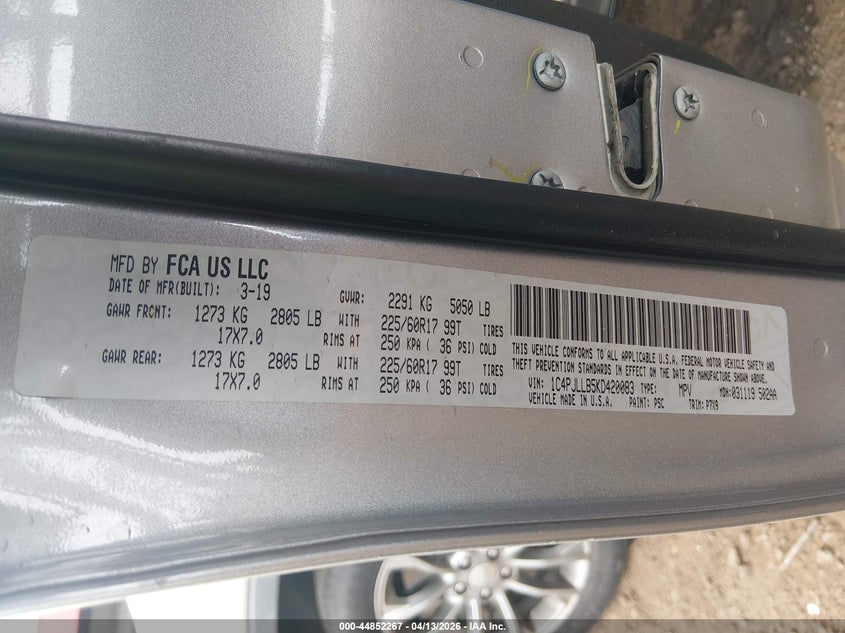 MFD BY FCA US LLC
DATE OF MFR(BUILT): 3-19 GVWR: 2291 KG 5050 LB
GAWR FRONT: 1273 KG 2805 LB WITH 225/60R17 99T TIRES
17X7.0 RIMS AT 250 KPA ( 36 PSI) COLD
GAWR REAR: 1273 KG 2805 LB WITH 225/60R17 99T TIRES
17X7.0 RIMS AT 250 KPA ( 36 PSI) COLD
THIS VEHICLE CONFORMS TO ALL APPLICABLE U.S.A. FEDERAL MOTOR VEHICLE SAFETY AND
THEFT PREVENTION STANDARDS IN EFFECT ON THE DATE OF MANUFACTURE SHOWN ABOVE.
VIN: 1C4PJLLB5KD420083 TYPE: MPV MDH:031119 502AA
VEHICLE MADE IN U.S.A. PAINT: PSC TRIM: P7X9
000-44852267 - 04/13/2026 - IAA Inc.